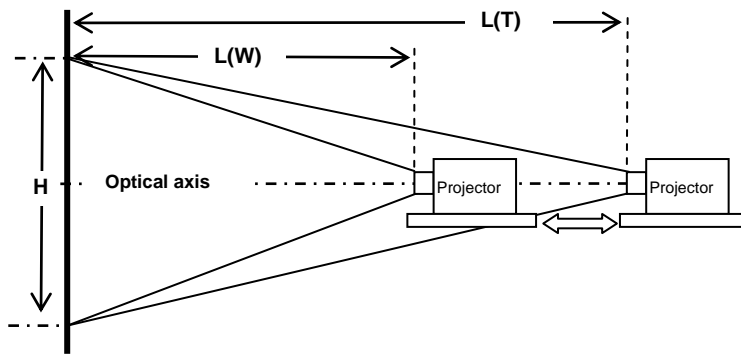 L(T)
L(W)
H
Optical axis
Projector
Projector